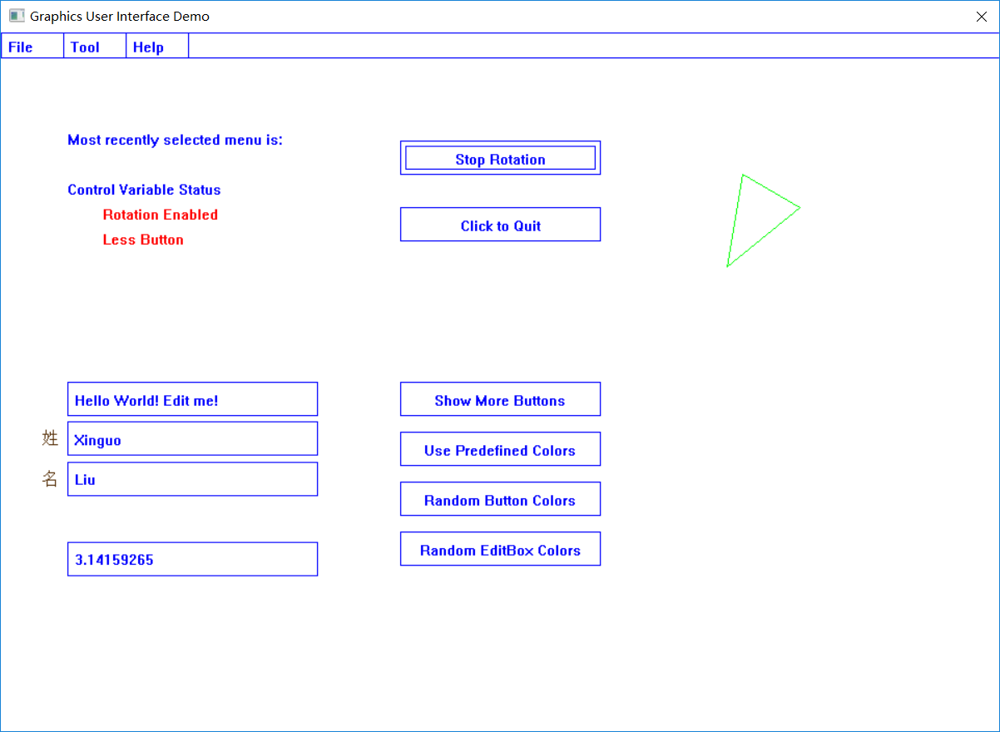 Graphics User Interface Demo
File Tool Help
Most recently selected menu is:
Control Variable Status
Rotation Enabled
Less Button
Stop Rotation
Click to Quit
Hello World! Edit me!
姓 Xinguo
名 Liu
3.14159265
Show More Buttons
Use Predefined Colors
Random Button Colors
Random EditBox Colors